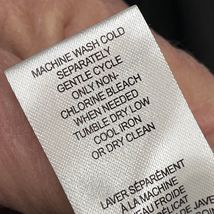 MACHINE WASH COLD
SEPARATELY
GENTLE CYCLE
ONLY NON-
CHLORINE BLEACH
WHEN NEEDED
TUMBLE DRY LOW
COOL IRON
OR DRY CLEAN
LAVER SÉPARÉMENT
À LA MACHINE
EAU FROIDE
DÉLICAT